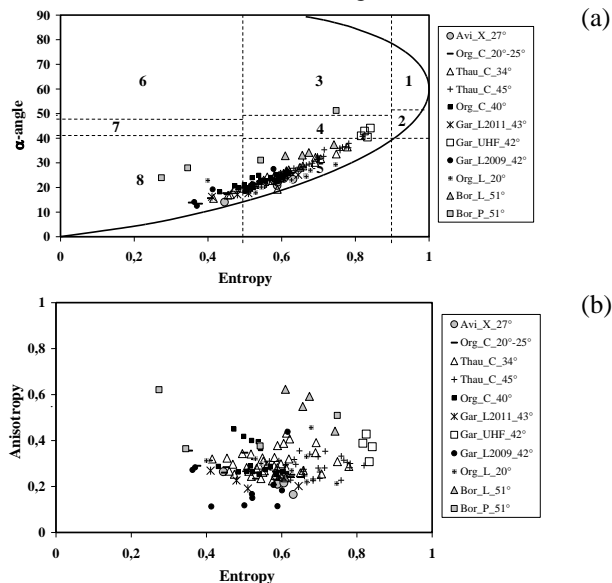 (a)
90
80
70
60
50
40
30
20
10
0
α-angle
6
3
1
7
4
2
8
5
0
0,2
0,4
0,6
0,8
1
Entropy
Avi_X_27°
Org_C_20°-25°
Thau_C_34°
Thau_C_45°
Org_C_40°
Gar_L2011_43°
Gar_UHF_42°
Gar_L2009_42°
Org_L_20°
Bor_L_51°
Bor_P_51°
(b)
1
0,8
0,6
0,4
0,2
0
Anisotropy
0
0,2
0,4
0,6
0,8
1
Entropy
Avi_X_27°
Org_C_20°-25°
Thau_C_34°
Thau_C_45°
Org_C_40°
Gar_L2011_43°
Gar_UHF_42°
Gar_L2009_42°
Org_L_20°
Bor_L_51°
Bor_P_51°